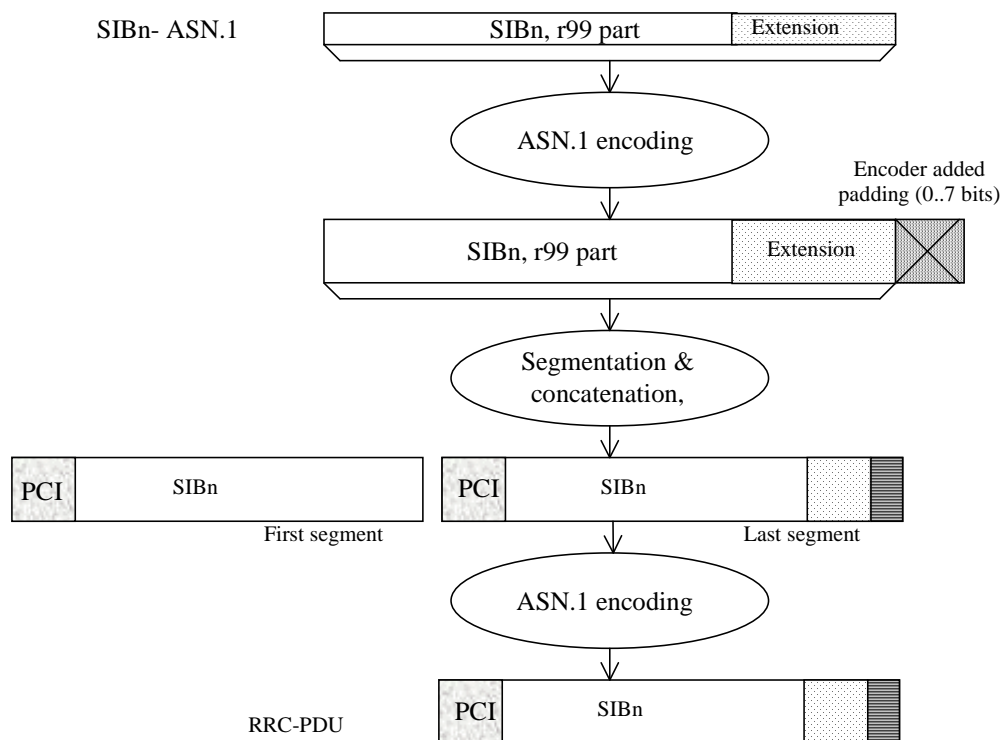 SIBn- ASN.1
SIBn, r99 part
Extension
ASN.1 encoding
Encoder added
padding (0..7 bits)
SIBn, r99 part
Extension
Segmentation &
concatenation,
PCI
SIBn
PCI
SIBn
First segment
Last segment
ASN.1 encoding
PCI
SIBn
RRC-PDU